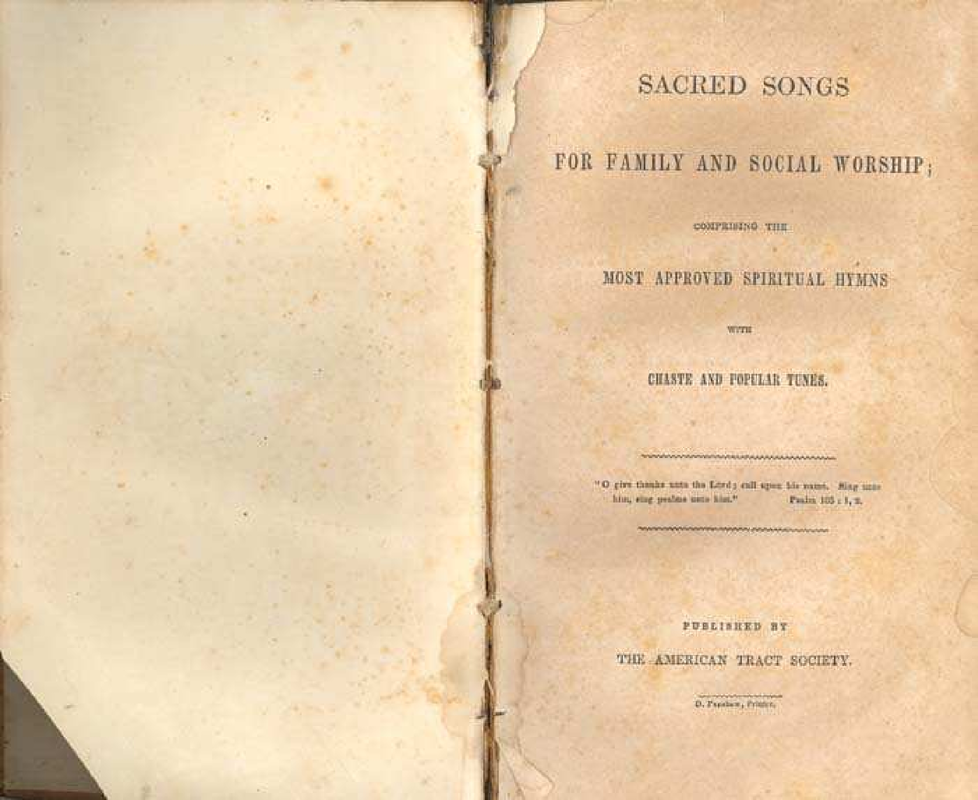 SACRED SONGS
FOR FAMILY AND SOCIAL WORSHIP;
COMPRISING THE
MOST APPROVED SPIRITUAL HYMNS
WITH
CHASTE AND POPULAR TUNES.
"O give thanks unto the Lord; call upon his name. Sing unto
him, sing psalms unto him." Psalm 105 : 1, 2.
PUBLISHED BY
THE AMERICAN TRACT SOCIETY.
D. Fanshaw, Printer.